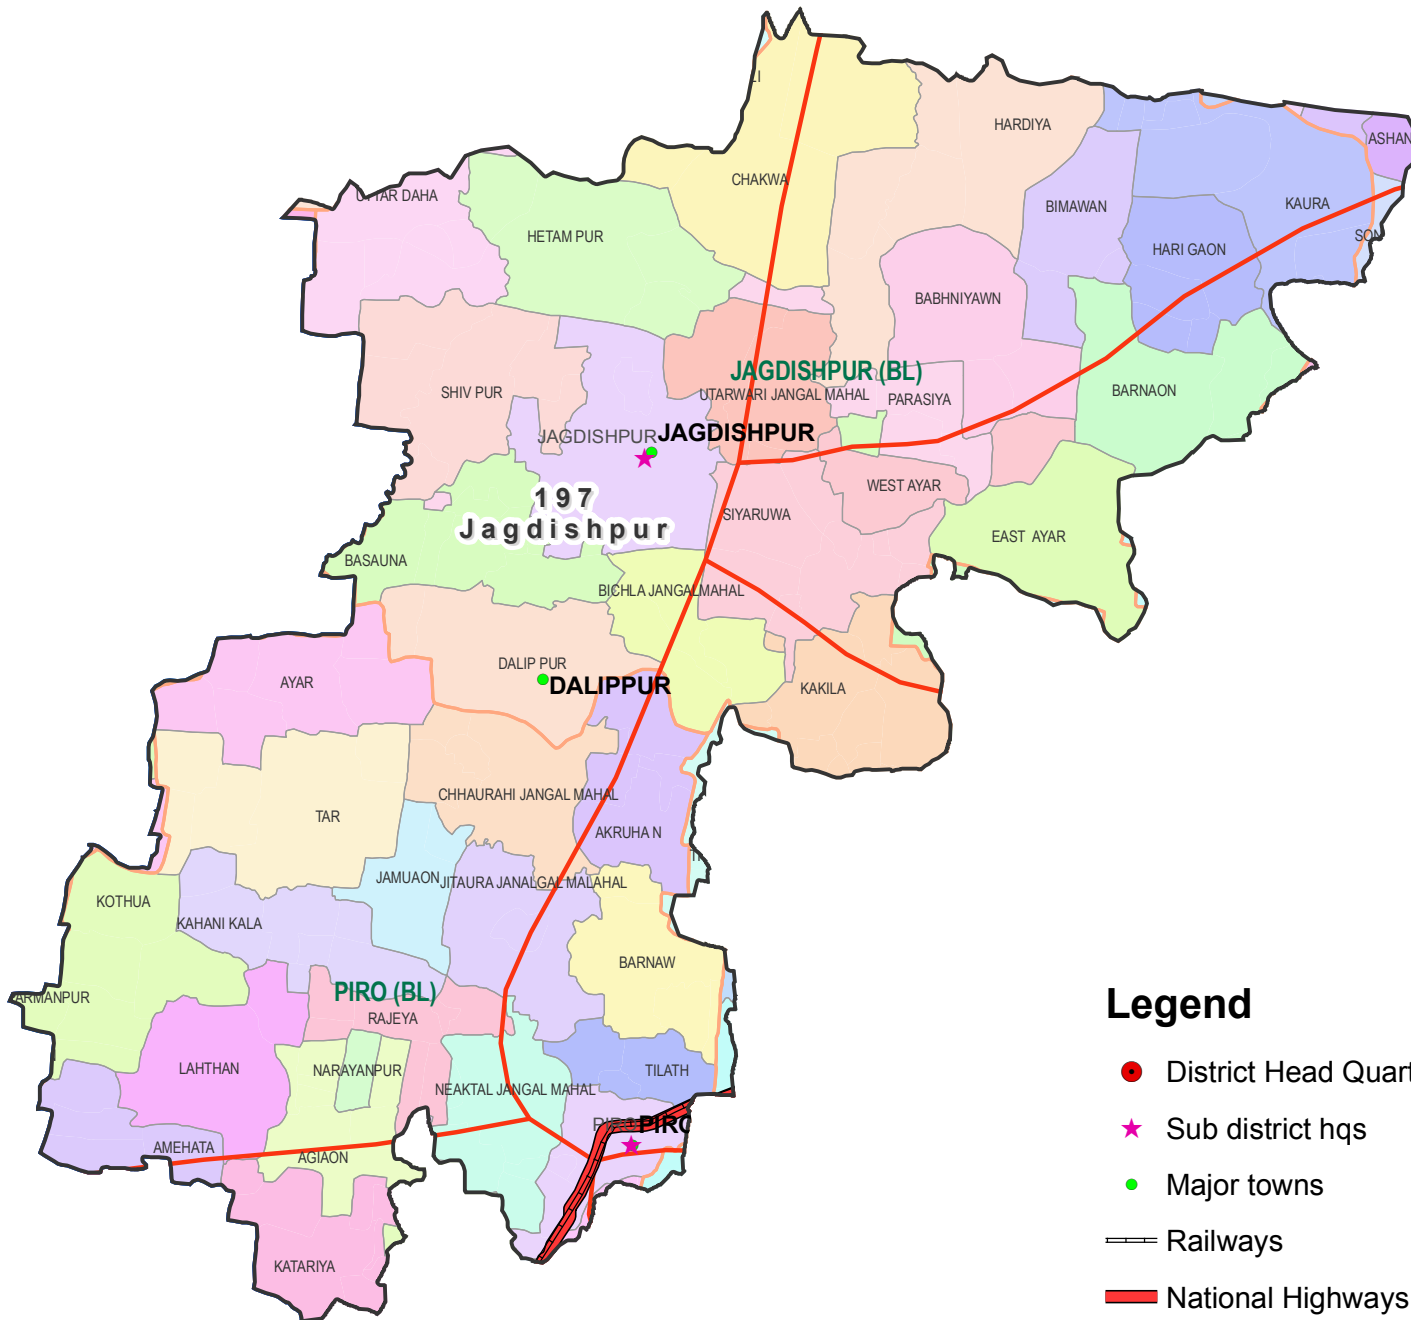 LI
HARDIYA
ASHAN
CHAKWA
UTTAR DAHA
BIMAWAN
KAURA
HETAM PUR
SON
HARI GAON
BABHNIYAWN
JAGDISHPUR (BL)
SHIV PUR
UTARWARI JANGAL MAHAL
PARASIYA
BARNAON
JAGDISHPUR
JAGDISHPUR
WEST AYAR
197
Jagdishpur
SIYARUWA
EAST AYAR
BASAUNA
BICHLA JANGALMAHAL
DALIP PUR
AYAR
DALIPPUR
KAKILA
CHHAURAHI JANGAL MAHAL
TAR
AKRUHA N
JAMUAON
JITAURA JANALGAL MALAHAL
KOTHUA
KAHANI KALA
BARNAW
ARMANPUR
PIRO (BL)
RAJEYA
LAHTHAN
NARAYANPUR
TILATH
NEAKTAL JANGAL MAHAL
PIRO
PIRO
AMEHATA
AGIAON
KATARIYA
Legend
District Head Quart
Sub district hqs
Major towns
Railways
National Highways